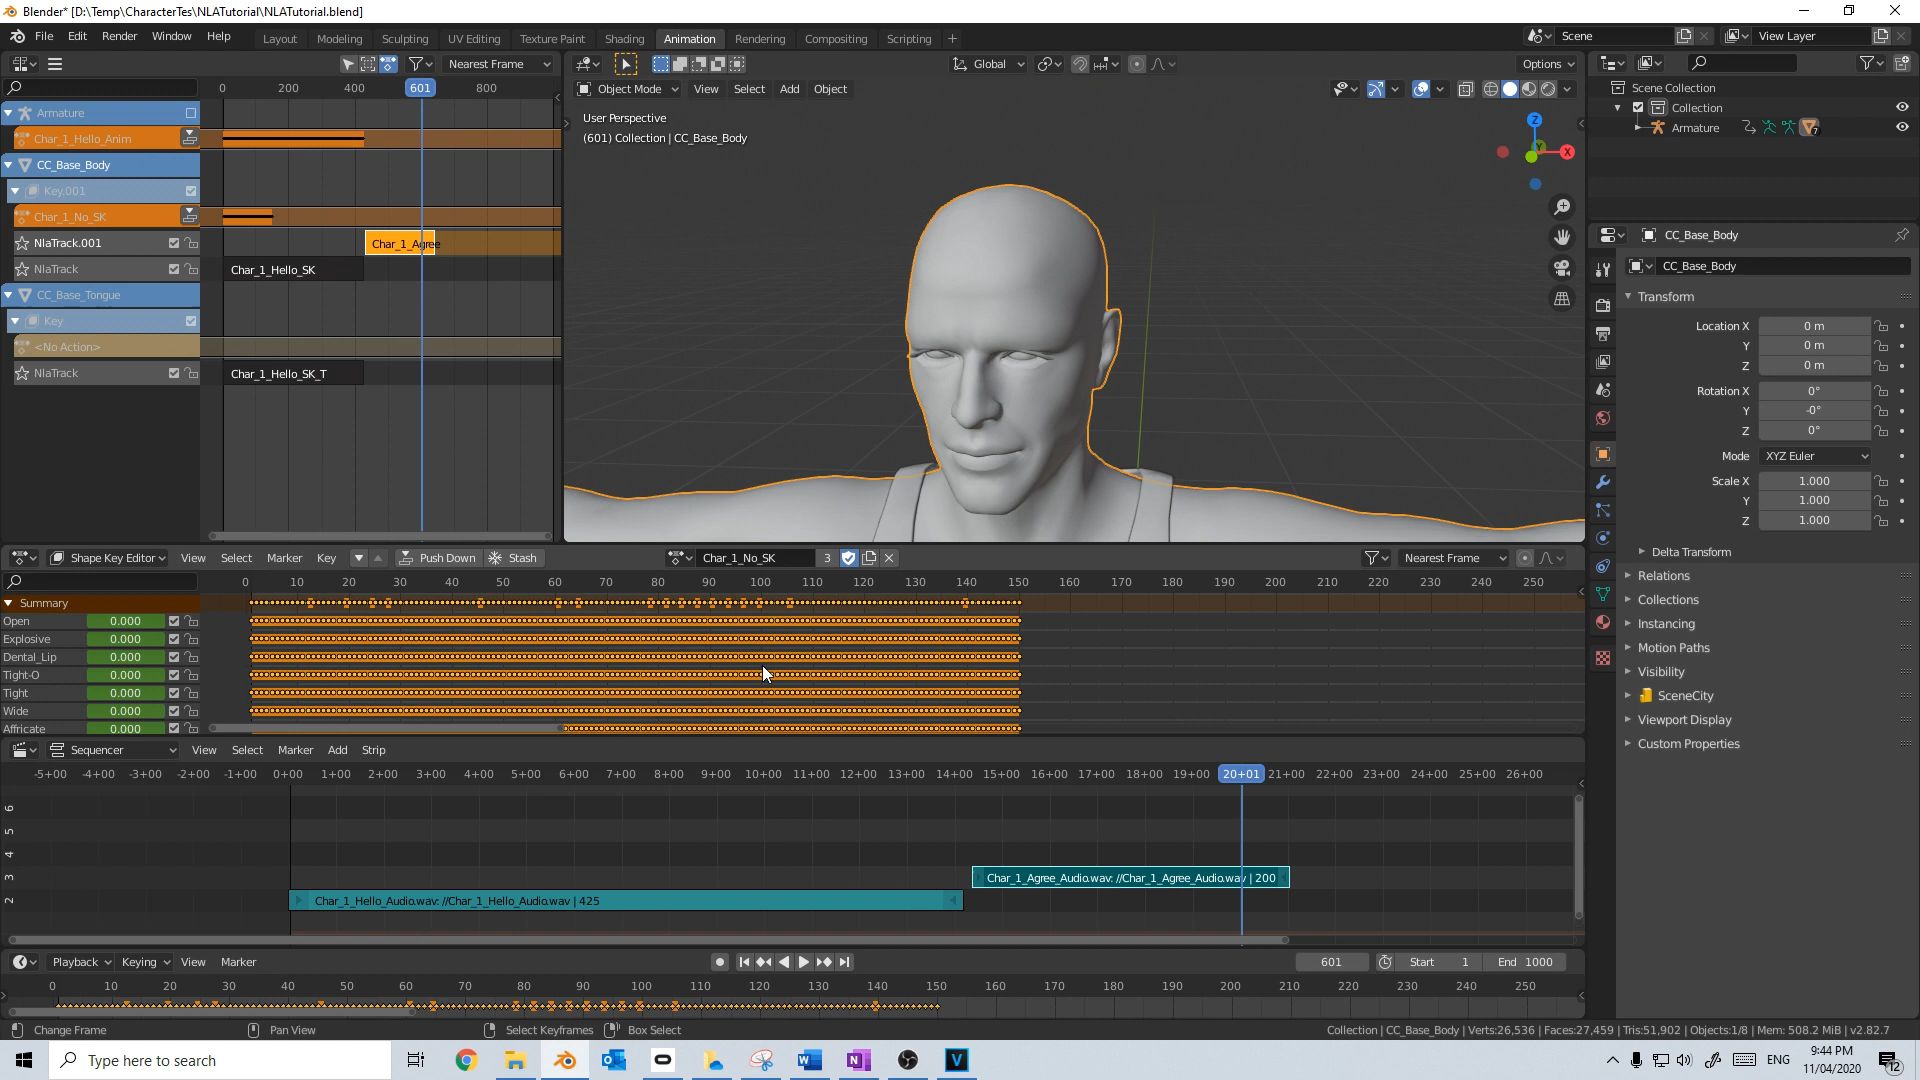 Blender* [D:\Temp\CharacterTes\NLATutorial\NLATutorial.blend]
File Edit Render Window Help Layout Modeling Sculpting UV Editing Texture Paint Shading Animation Rendering Compositing Scripting + Scene View Layer
Nearest Frame Global Options
0 200 400 601 800 Object Mode View Select Add Object
Armature
Char_1_Hello_Anim
CC_Base_Body
Key.001
Char_1_No_SK
NlaTrack.001 Char_1_Agree
NlaTrack Char_1_Hello_SK
CC_Base_Tongue
Key
<No Action>
NlaTrack Char_1_Hello_SK_T
User Perspective
(601) Collection | CC_Base_Body
Z
Y
X
Scene Collection
Collection
Armature 7
CC_Base_Body
CC_Base_Body
Transform
Location X 0 m
Y 0 m
Z 0 m
Rotation X 0°
Y -0°
Z 0°
Mode XYZ Euler
Scale X 1.000
Y 1.000
Z 1.000
Delta Transform
Relations
Collections
Instancing
Motion Paths
Visibility
SceneCity
Viewport Display
Custom Properties
Shape Key Editor View Select Marker Key Push Down Stash Char_1_No_SK 3 Nearest Frame
0 10 20 30 40 50 60 70 80 90 100 110 120 130 140 150 160 170 180 190 200 210 220 230 240 250
Summary
Open 0.000
Explosive 0.000
Dental_Lip 0.000
Tight-O 0.000
Tight 0.000
Wide 0.000
Affricate 0.000
Sequencer View Select Marker Add Strip
-5+00 -4+00 -3+00 -2+00 -1+00 0+00 1+00 2+00 3+00 4+00 5+00 6+00 7+00 8+00 9+00 10+00 11+00 12+00 13+00 14+00 15+00 16+00 17+00 18+00 19+00 20+01 21+00 22+00 23+00 24+00 25+00 26+00
6
5
4
3 Char_1_Agree_Audio.wav: //Char_1_Agree_Audio.wav | 200
2 Char_1_Hello_Audio.wav: //Char_1_Hello_Audio.wav | 425
Playback Keying View Marker 601 Start 1 End 1000
0 10 20 30 40 50 60 70 80 90 100 110 120 130 140 150 160 170 180 190 200 210 220 230 240 250
Change Frame Pan View Select Keyframes Box Select Collection | CC_Base_Body | Verts:26,536 | Faces:27,459 | Tris:51,902 | Objects:1/8 | Mem: 508.2 MiB | v2.82.7
Type here to search ENG 9:44 PM
11/04/2020 12